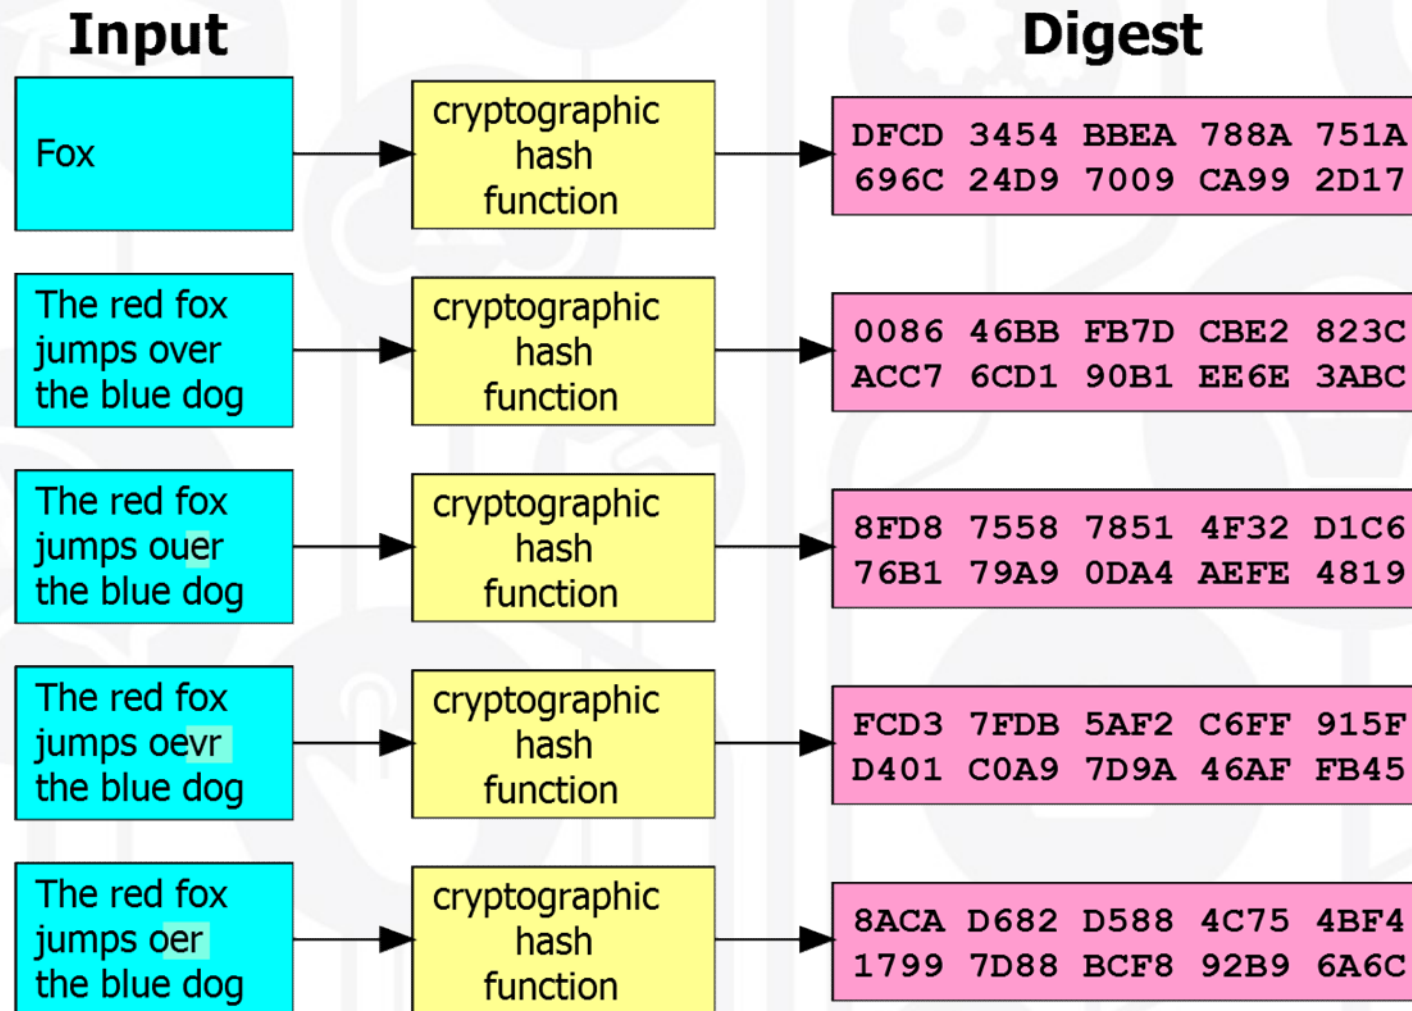 Input
Digest
Fox
cryptographic
hash
function
DFCD 3454 BBEA 788A 751A
696C 24D9 7009 CA99 2D17
The red fox
jumps over
the blue dog
cryptographic
hash
function
0086 46BB FB7D CBE2 823C
ACC7 6CD1 90B1 EE6E 3ABC
The red fox
jumps ouer
the blue dog
cryptographic
hash
function
8FD8 7558 7851 4F32 D1C6
76B1 79A9 0DA4 AEFE 4819
The red fox
jumps oevr
the blue dog
cryptographic
hash
function
FCD3 7FDB 5AF2 C6FF 915F
D401 C0A9 7D9A 46AF FB45
The red fox
jumps oer
the blue dog
cryptographic
hash
function
8ACA D682 D588 4C75 4BF4
1799 7D88 BCF8 92B9 6A6C